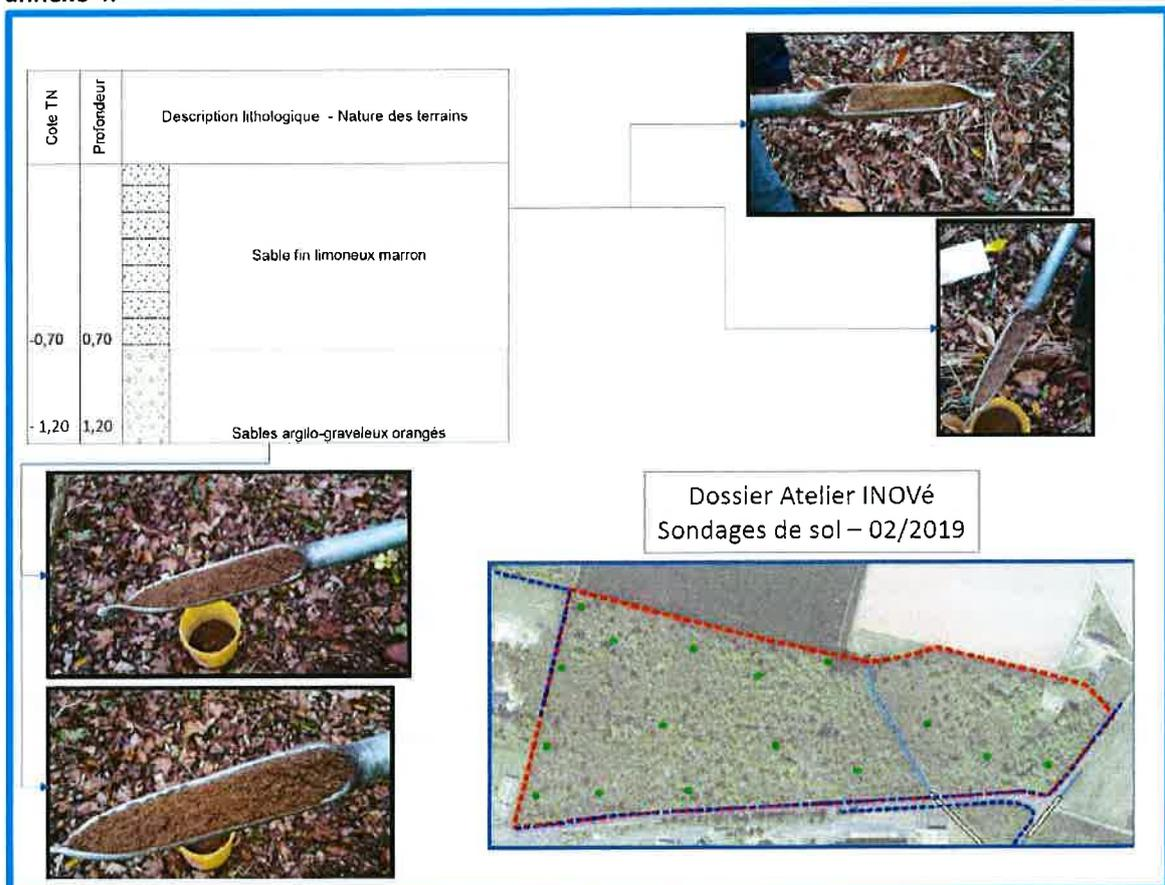 annexe 4.
Cote TN
Profondeur
Description lithologique - Nature des terrains
Sable fin limoneux marron
-0,70 0,70
- 1,20 1,20
Sables argilo-graveleux orangés
Dossier Atelier INOVé
Sondages de sol – 02/2019